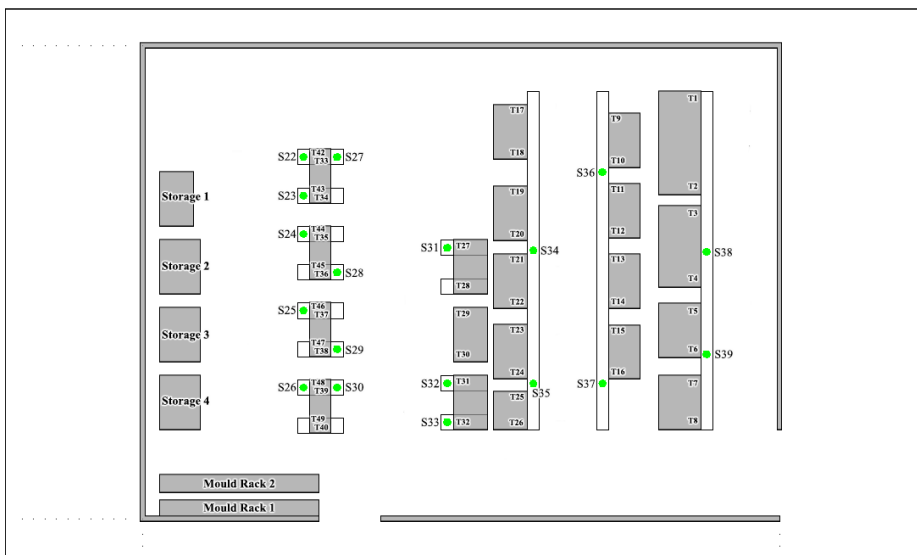 T1
T17
T9
T42
S22
T33
S27
T18
T10
S36
Storage 1
T43
S23
T34
T19
T11
T2
T3
T44
S24
T35
T20
T12
S31
T27
S34
S38
Storage 2
T21
T13
T45
T36
S28
T4
T28
T22
T14
T46
S25
T37
T29
T5
Storage 3
T23
T15
T47
T38
S29
T30
T6
S39
T24
T16
T48
S26
T39
S30
S32
T31
S37
T7
S35
T25
Storage 4
T49
T40
S33
T32
T26
T8
Mould Rack 2
Mould Rack 1